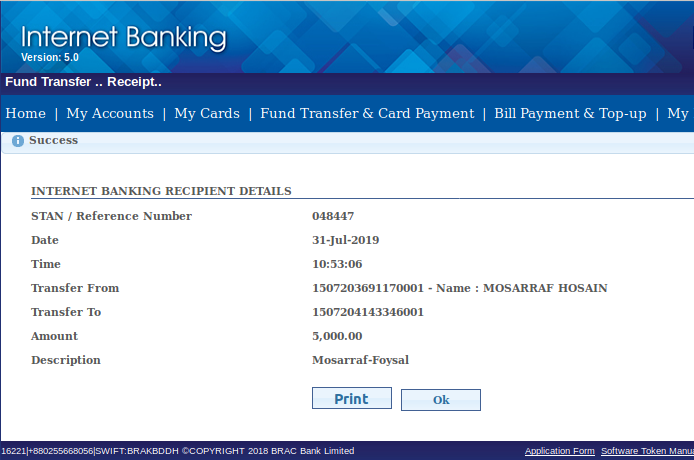 Internet Banking
Version: 5.0
Fund Transfer .. Receipt..
Home | My Accounts | My Cards | Fund Transfer & Card Payment | Bill Payment & Top-up | My
Success
INTERNET BANKING RECIPIENT DETAILS
STAN / Reference Number 048447
Date 31-Jul-2019
Time 10:53:06
Transfer From 1507203691170001 - Name : MOSARRAF HOSAIN
Transfer To 1507204143346001
Amount 5,000.00
Description Mosarraf-Foysal
Print Ok
16221|+880255668056|SWIFT:BRAKBDDH ©COPYRIGHT 2018 BRAC Bank Limited Application Form Software Token Manua